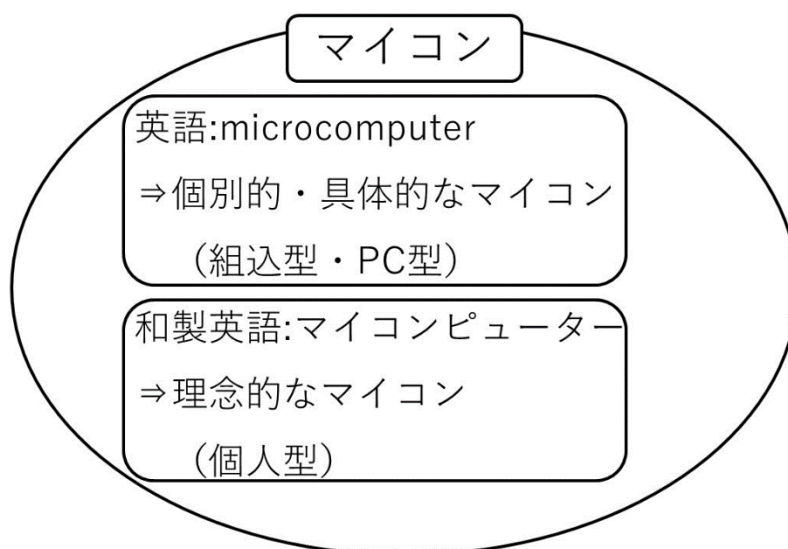 マイコン
英語:microcomputer
⇒個別的・具体的なマイコン
（組込型・PC型）
和製英語:マイコンピューター
⇒理念的なマイコン
（個人型）